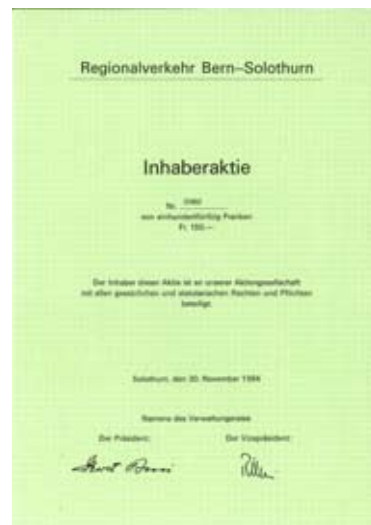 Regionalverkehr Bern–Solothurn
Inhaberaktie
Nr.
von einhundertfünfzig Franken
Fr. 150.—
Der Inhaber dieser Aktie ist an unserer Aktiengesellschaft
mit allen gesetzlichen und statutarischen Rechten und Pflichten
beteiligt.
Solothurn, den 30. November 1984
Namens des Verwaltungsrates
Der Präsident: Der Vizepräsident: